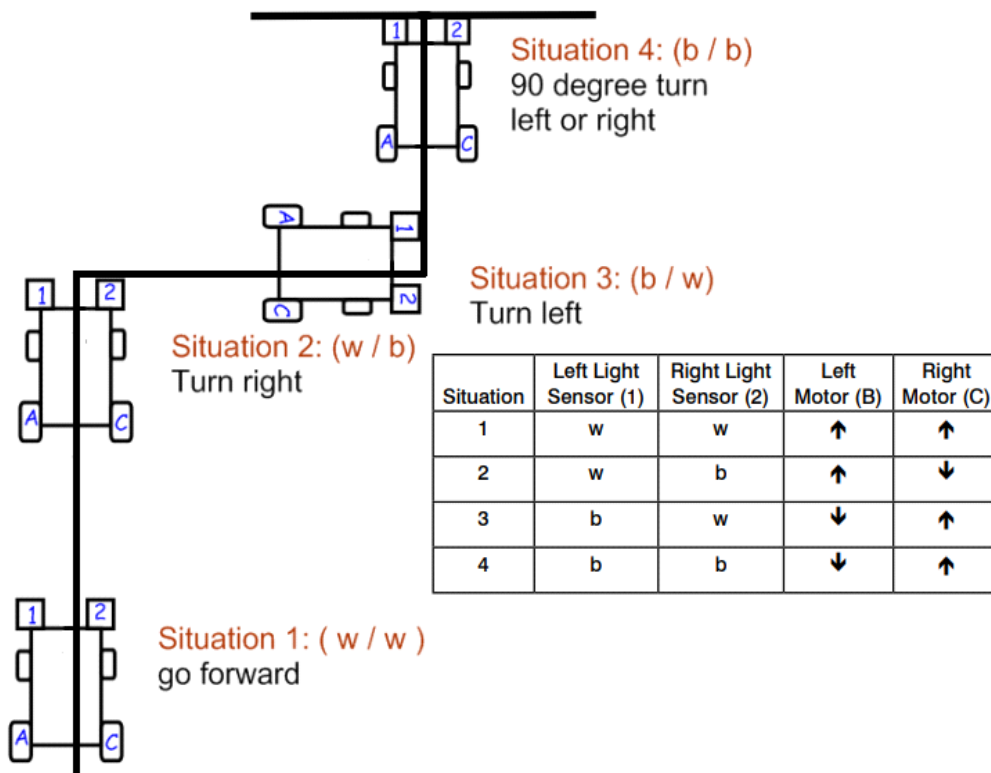 1 2
Situation 4: (b / b)
90 degree turn
left or right
A C
A
1
Situation 3: (b / w)
Turn left
C
2
1 2
Situation 2: (w / b)
Turn right
A C
Situation Left Light Sensor (1) Right Light Sensor (2) Left Motor (B) Right Motor (C)
1 w w ↑ ↑
2 w b ↑ ↓
3 b w ↓ ↑
4 b b ↓ ↑
1 2
Situation 1: ( w / w )
go forward
A C